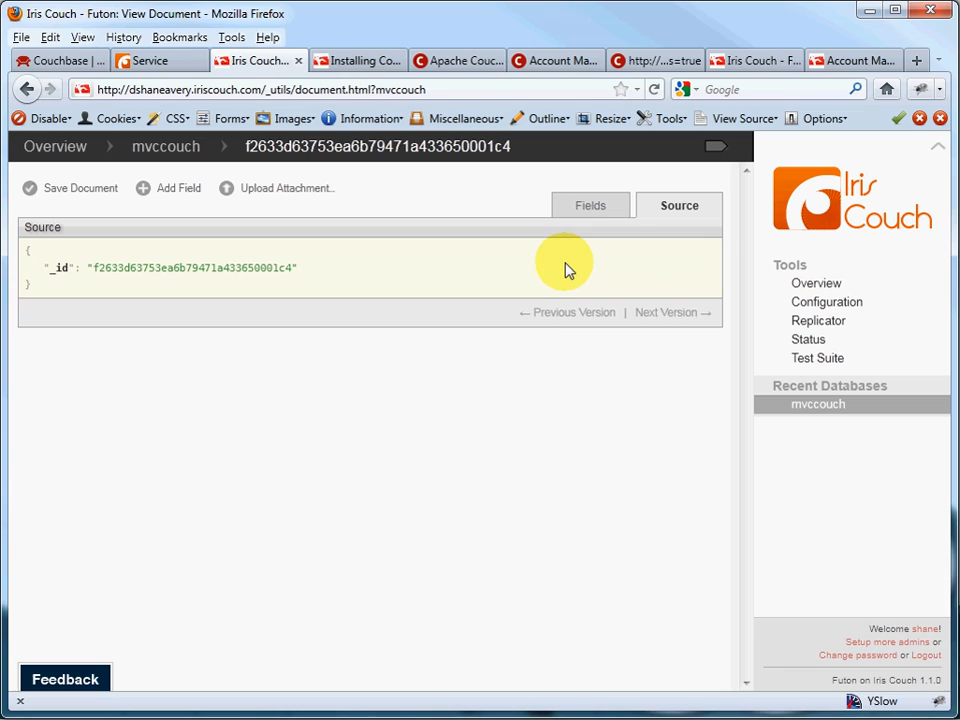 Iris Couch - Futon: View Document - Mozilla Firefox
File Edit View History Bookmarks Tools Help
Couchbase | ... Service Iris Couch... Installing Co... Apache Couc... Account Ma... http:/...s=true Iris Couch - F... Account Ma...
http://dshaneavery.iriscouch.com/_utils/document.html?mvccouch Google
Disable Cookies CSS Forms Images Information Miscellaneous Outline Resize Tools View Source Options
Overview mvccouch f2633d63753ea6b79471a433650001c4
Save Document Add Field Upload Attachment...
Fields Source
Source
{
"_id": "f2633d63753ea6b79471a433650001c4"
}
← Previous Version | Next Version →
Iris
Couch
Tools
Overview
Configuration
Replicator
Status
Test Suite
Recent Databases
mvccouch
Welcome shane!
Setup more admins or
Change password or Logout
Futon on Iris Couch 1.1.0
Feedback
YSlow